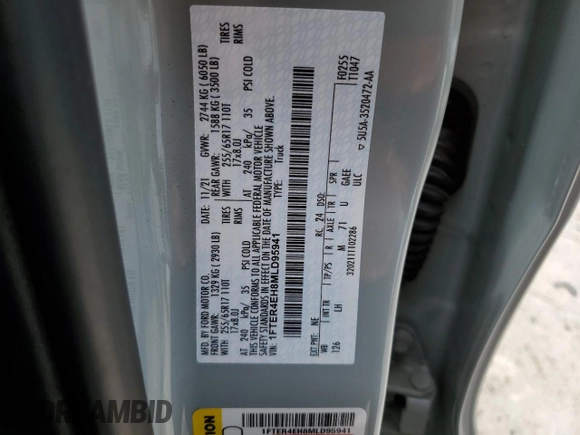 MFD. BY FORD MOTOR CO.
DATE: 11/21 GVWR: 2744 KG ( 6050 LB)
FRONT GAWR: 1329 KG ( 2930 LB) REAR GAWR: 1588 KG ( 3500 LB)
WITH 255/65R17 110T TIRES WITH 255/65R17 110T TIRES
17x8.0J RIMS 17x8.0J RIMS
AT 240 kPa/ 35 PSI COLD AT 240 kPa/ 35 PSI COLD
THIS VEHICLE CONFORMS TO ALL APPLICABLE FEDERAL MOTOR VEHICLE
SAFETY STANDARDS IN EFFECT ON THE DATE OF MANUFACTURE SHOWN ABOVE.
VIN: 1FTER4EH8MLD95941 TYPE: Truck
F0255
T1047
EXT PNT: NE RC: 24 DSO:
WB INT TR TP/PS R AXLE TR SPR
126 LH M 71 U GAEE
ULC
3202111102286
5U5A-3520472-AA
1FTER4EH8MLD95941
DREAMBID